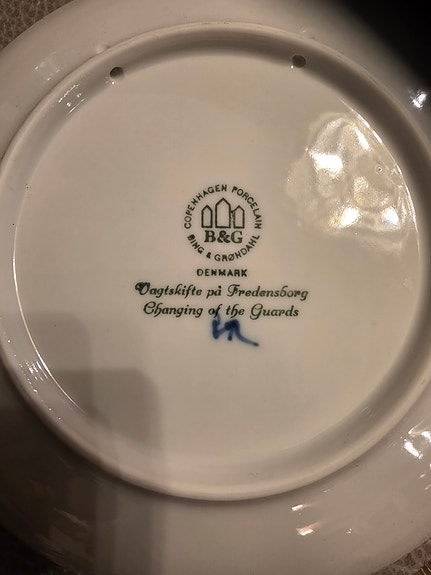 COPENHAGEN PORCELAIN
B&G
BING & GRØNDAHL
DENMARK
Vagtskifte på Fredensborg
Changing of the Guards